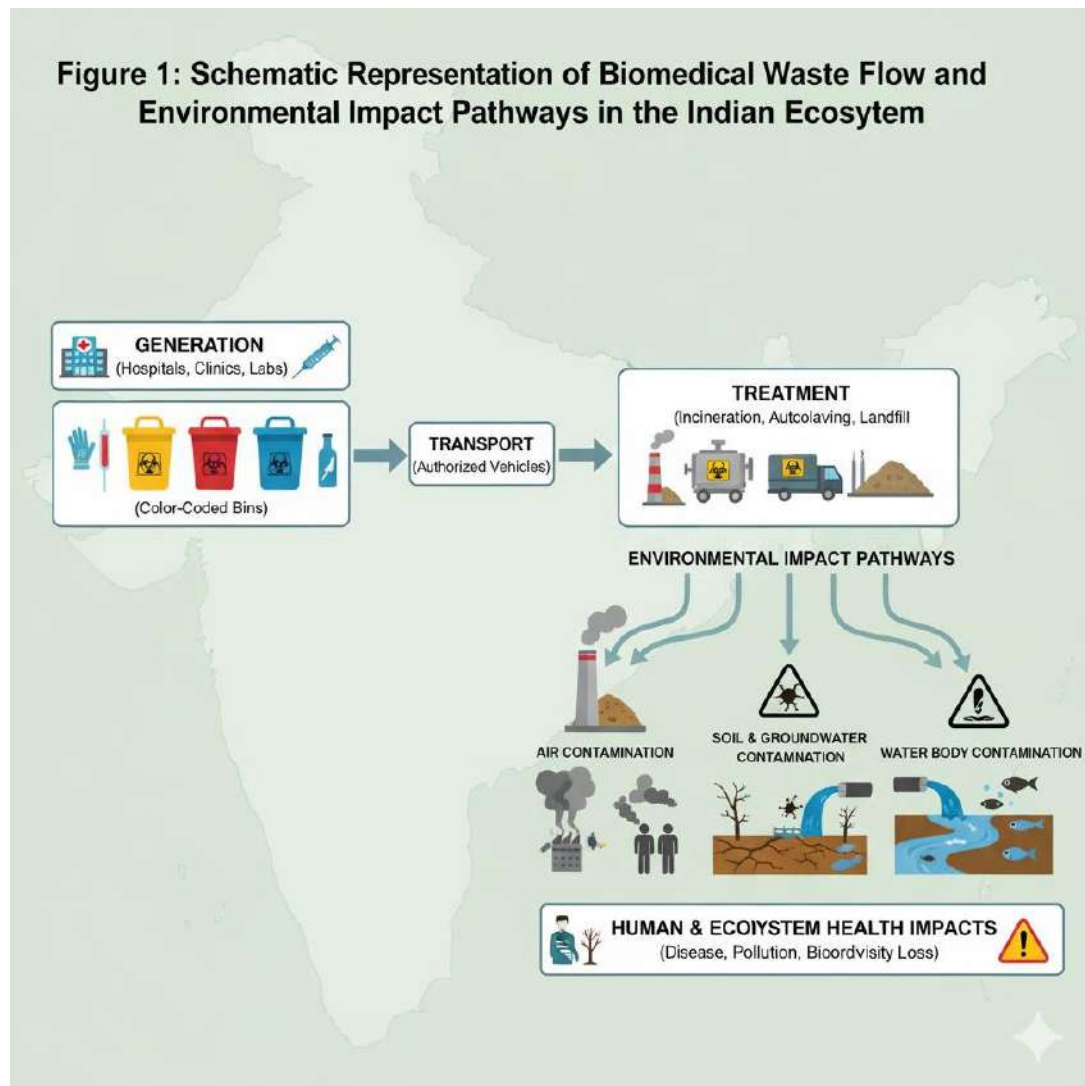 Figure 1: Schematic Representation of Biomedical Waste Flow and
Environmental Impact Pathways in the Indian Ecosytem
GENERATION
(Hospitals, Clinics, Labs)
(Color-Coded Bins)
TRANSPORT
(Authorized Vehicles)
TREATMENT
(Incineration, Autcolaving, Landfill
ENVIRONMENTAL IMPACT PATHWAYS
AIR CONTAMINATION
SOIL & GROUNDWATER
CONTAMNATION
WATER BODY CONTAMINATION
HUMAN & ECOIYSTEM HEALTH IMPACTS
(Disease, Pollution, Bioordvisity Loss)